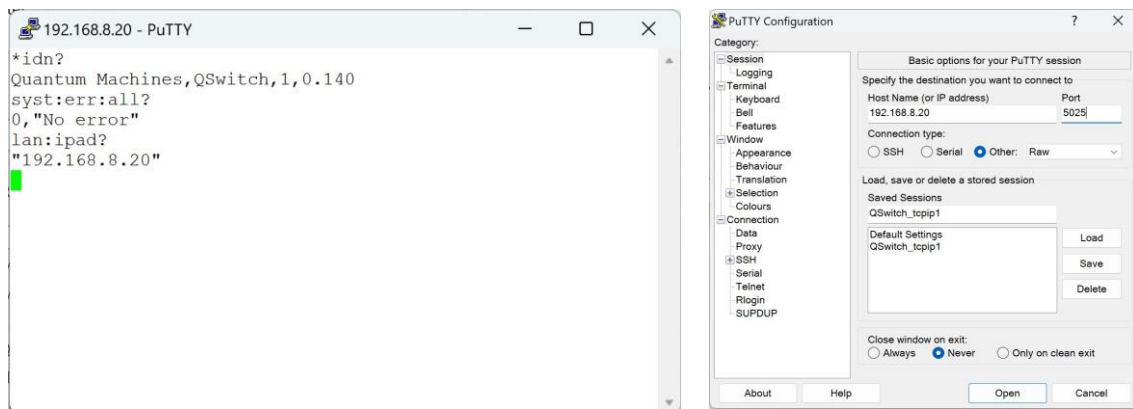 192.168.8.20 - PuTTY
*idn?
Quantum Machines,QSwitch,1,0.140
syst:err:all?
0,"No error"
lan:ipad?
"192.168.8.20"
PuTTY Configuration
?
Category:
Session
Logging
Terminal
Keyboard
Bell
Features
Window
Appearance
Behaviour
Translation
Selection
Colours
Connection
Data
Proxy
SSH
Serial
Telnet
Rlogin
SUPDUP
Basic options for your PuTTY session
Specify the destination you want to connect to
Host Name (or IP address) Port
192.168.8.20 5025
Connection type:
SSH Serial Other: Raw
Load, save or delete a stored session
Saved Sessions
QSwitch_tcpip1
Default Settings
QSwitch_tcpip1
Load
Save
Delete
Close window on exit:
Always Never Only on clean exit
About Help Open Cancel